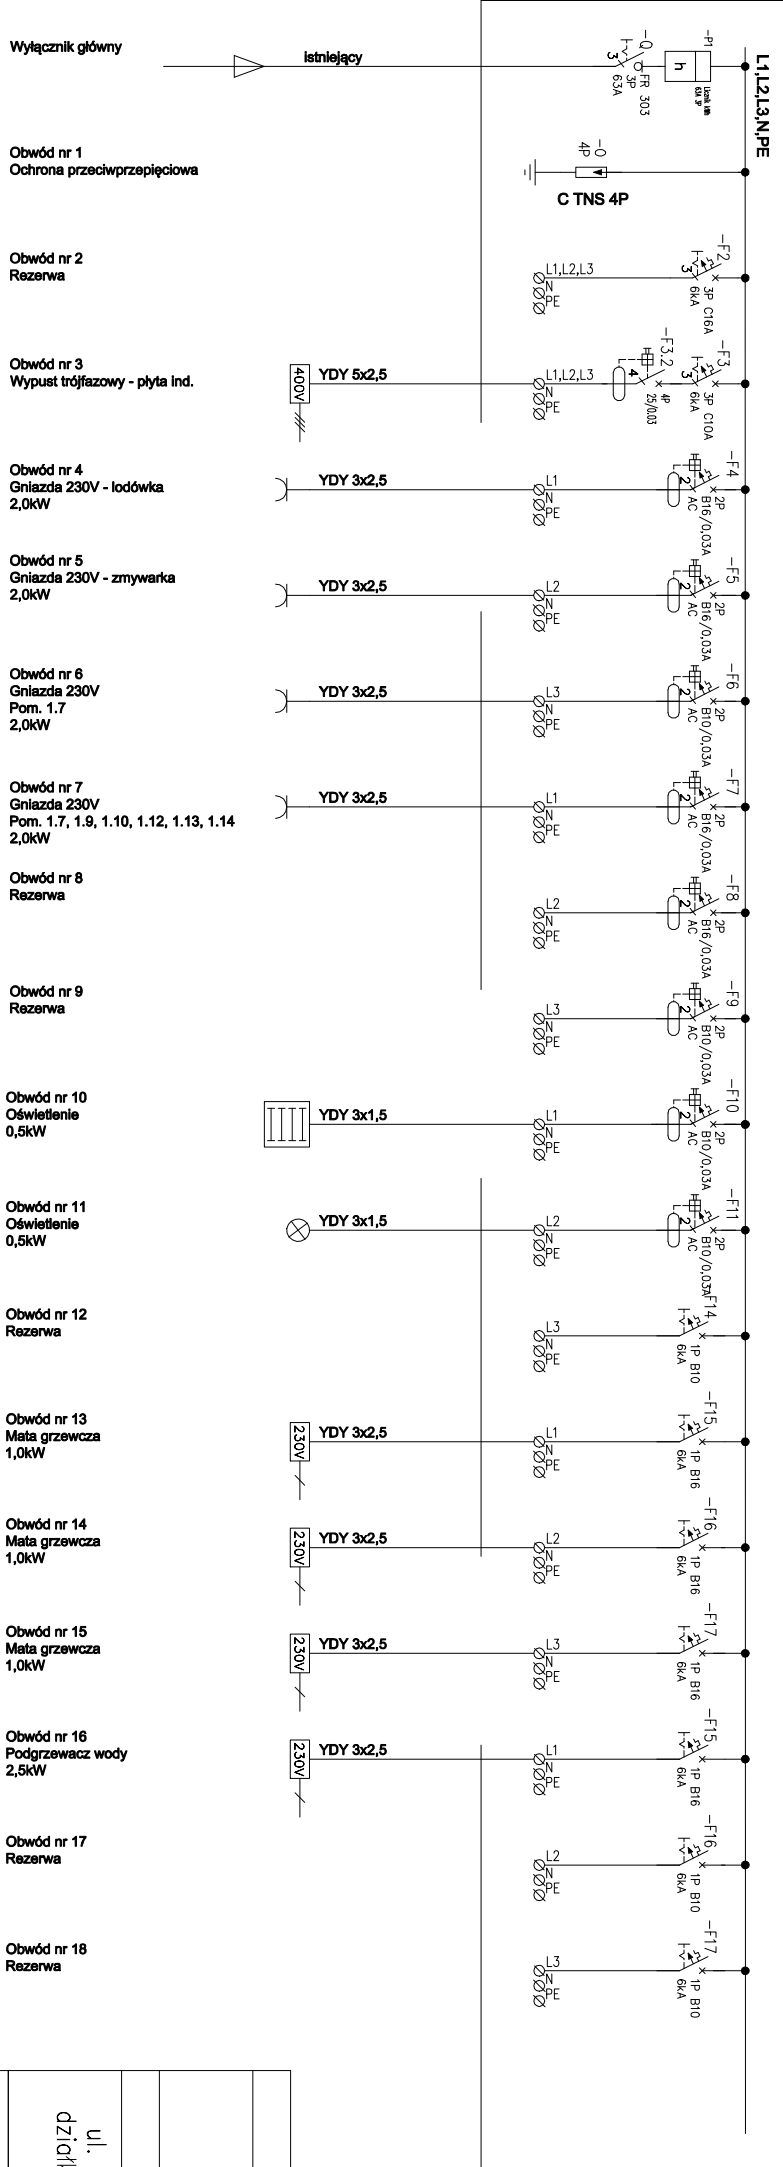 L1,L2,L3,N,PE
Wyłącznik główny
istniejący
-Q
3
FR 303
3P
63A
-P1
h
Licznik kWh
63A 3P
Obwód nr 1
Ochrona przeciwprzepięciowa
-O
4P
C TNS 4P
Obwód nr 2
Rezerwa
L1,L2,L3
N
PE
-F2
3
3P C16A
6kA
Obwód nr 3
Wypust trójfazowy - płyta ind.
400V
YDY 5x2,5
L1,L2,L3
N
PE
-F3.2
4
4P
25/0.03
-F3
3
3P C10A
6kA
Obwód nr 4
Gniazda 230V - lodówka
2,0kW
YDY 3x2,5
L1
N
PE
-F4
2
2P
B16/0,03A
AC
Obwód nr 5
Gniazda 230V - zmywarka
2,0kW
YDY 3x2,5
L2
N
PE
-F5
2
2P
B16/0,03A
AC
Obwód nr 6
Gniazda 230V
Pom. 1.7
2,0kW
YDY 3x2,5
L3
N
PE
-F6
2
2P
B10/0,03A
AC
Obwód nr 7
Gniazda 230V
Pom. 1.7, 1.9, 1.10, 1.12, 1.13, 1.14
2,0kW
YDY 3x2,5
L1
N
PE
-F7
2
2P
B16/0,03A
AC
Obwód nr 8
Rezerwa
L2
N
PE
-F8
2
2P
B16/0,03A
AC
Obwód nr 9
Rezerwa
L3
N
PE
-F9
2
2P
B10/0,03A
AC
Obwód nr 10
Oświetlenie
0,5kW
YDY 3x1,5
L1
N
PE
-F10
2
2P
B10/0,03A
AC
Obwód nr 11
Oświetlenie
0,5kW
YDY 3x1,5
L2
N
PE
-F11
2
2P
B10/0,03A
AC
Obwód nr 12
Rezerwa
L3
N
PE
-F14
1P B10
6kA
Obwód nr 13
Mata grzewcza
1,0kW
230V
YDY 3x2,5
L1
N
PE
-F15
1P B16
6kA
Obwód nr 14
Mata grzewcza
1,0kW
230V
YDY 3x2,5
L2
N
PE
-F16
1P B16
6kA
Obwód nr 15
Mata grzewcza
1,0kW
230V
YDY 3x2,5
L3
N
PE
-F17
1P B16
6kA
Obwód nr 16
Podgrzewacz wody
2,5kW
230V
YDY 3x2,5
L1
N
PE
-F15
1P B16
6kA
Obwód nr 17
Rezerwa
L2
N
PE
-F16
1P B10
6kA
Obwód nr 18
Rezerwa
L3
N
PE
-F17
1P B10
6kA
ul.